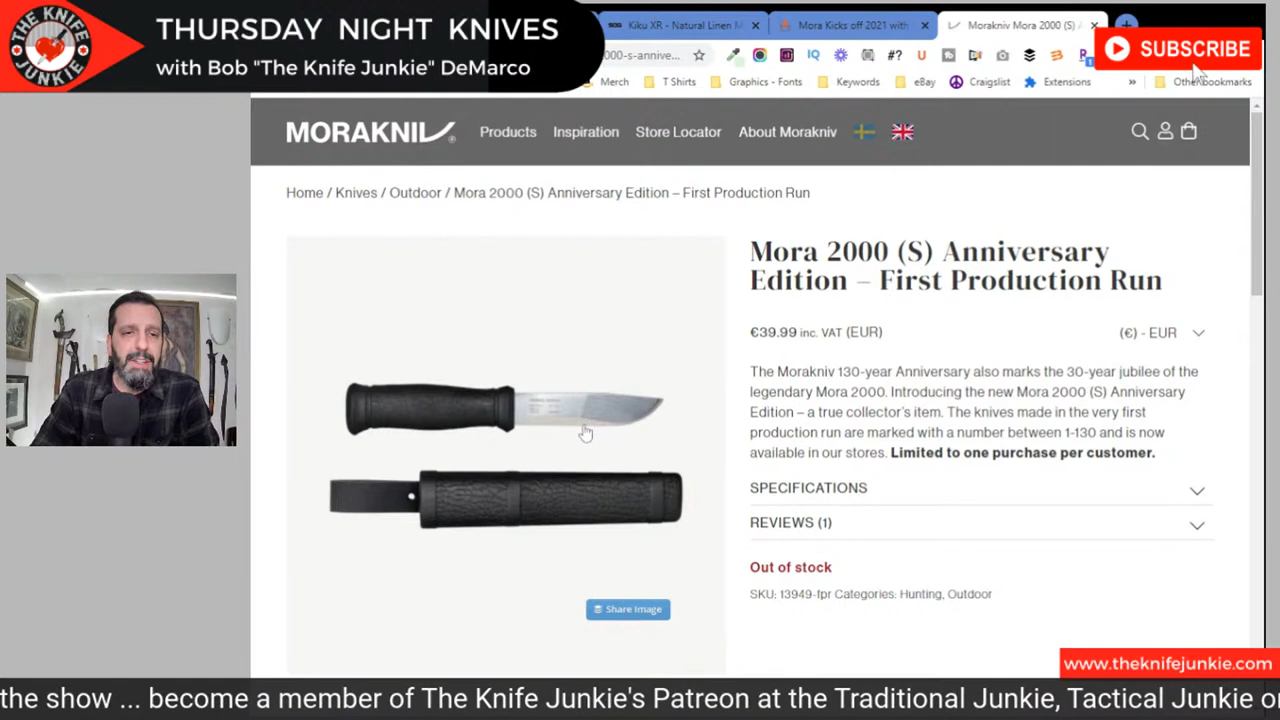 THE KNIFE JUNKIE
THURSDAY NIGHT KNIVES
with Bob "The Knife Junkie" DeMarco
Kiku XR - Natural Linen M
Mora Kicks off 2021 with
Morakniv Mora 2000 (S) A
SUBSCRIBE
000-s-annive...
IQ
#?
Merch
T Shirts
Graphics - Fonts
Keywords
eBay
Craigslist
Extensions
»
Other bookmarks
MORAKNIV
Products
Inspiration
Store Locator
About Morakniv
Home / Knives / Outdoor / Mora 2000 (S) Anniversary Edition – First Production Run
Mora 2000 (S) Anniversary
Edition – First Production Run
€39.99 inc. VAT (EUR)
(€) - EUR
The Morakniv 130-year Anniversary also marks the 30-year jubilee of the
legendary Mora 2000. Introducing the new Mora 2000 (S) Anniversary
Edition – a true collector's item. The knives made in the very first
production run are marked with a number between 1-130 and is now
available in our stores. Limited to one purchase per customer.
SPECIFICATIONS
REVIEWS (1)
Out of stock
SKU: 13949-fpr Categories: Hunting, Outdoor
Share Image
www.theknifejunkie.com
the show ... become a member of The Knife Junkie's Patreon at the Traditional Junkie, Tactical Junkie o